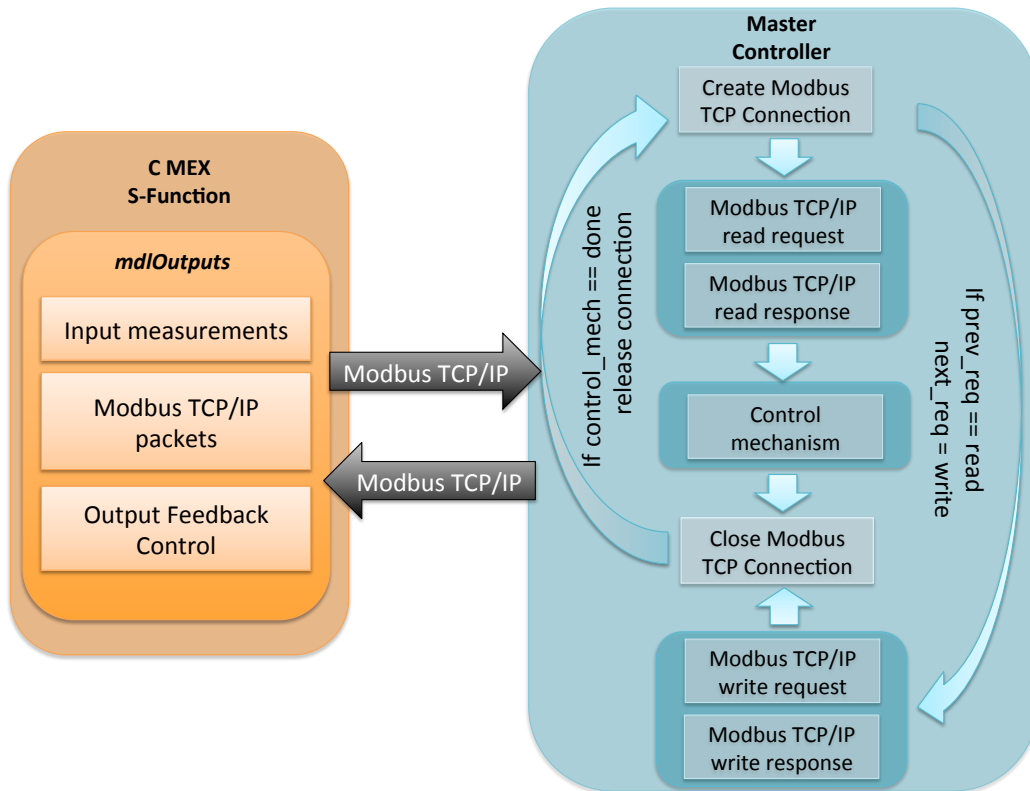 C MEX
S-Function
mdlOutputs
Input measurements
Modbus TCP/IP
packets
Output Feedback
Control
Modbus TCP/IP
Modbus TCP/IP
Master
Controller
Create Modbus
TCP Connection
Modbus TCP/IP
read request
Modbus TCP/IP
read response
Control
mechanism
Close Modbus
TCP Connection
Modbus TCP/IP
write request
Modbus TCP/IP
write response
If control_mech == done
release connection
If prev_req == read
next_req = write